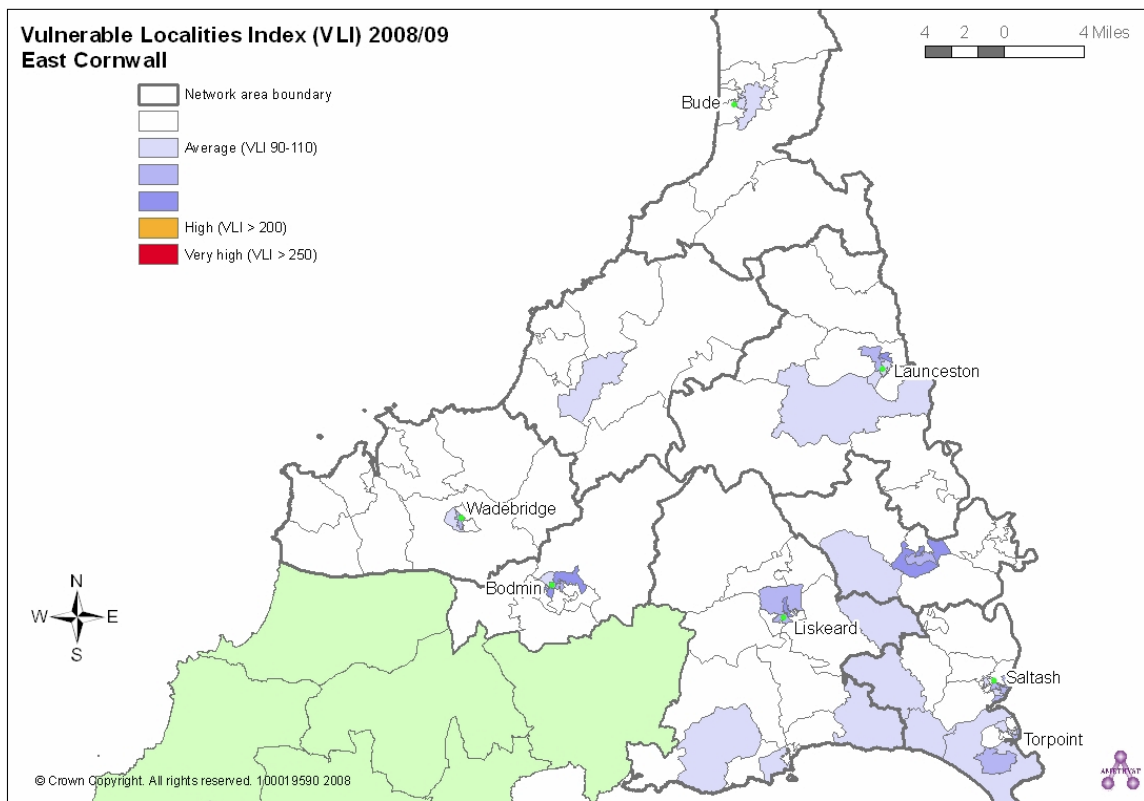 Vulnerable Localities Index (VLI) 2008/09
East Cornwall
Network area boundary
Average (VLI 90-110)
High (VLI > 200)
Very high (VLI > 250)
4 2 0 4 Miles
Bude
Launceston
Wadebridge
Bodmin
Liskeard
Saltash
Torpoint
N
W E
S
© Crown Copyright. All rights reserved. 100019590 2008
AMETHYST